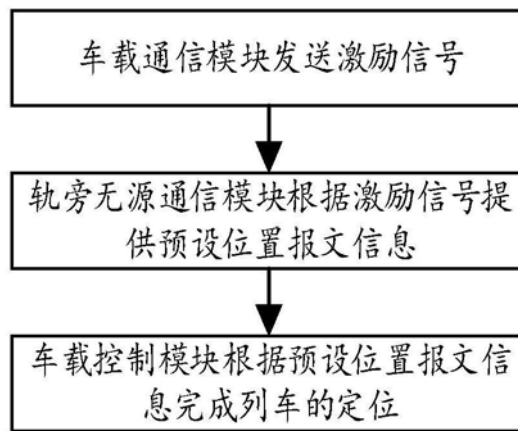 车载通信模块发送激励信号
轨旁无源通信模块根据激励信号提
供预设位置报文信息
车载控制模块根据预设位置报文信
息完成列车的定位